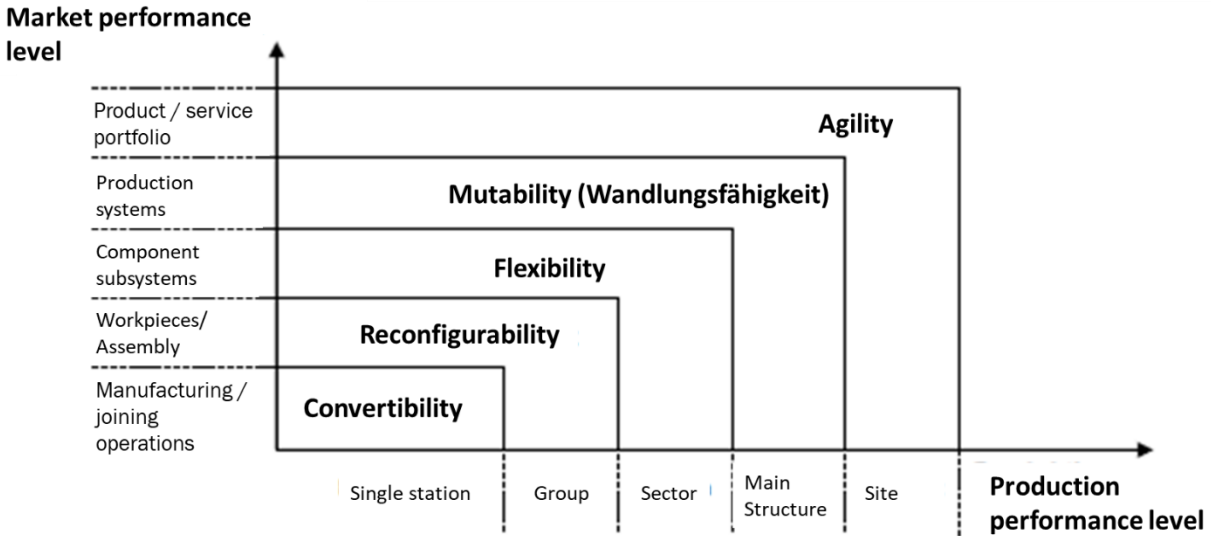 Market performance
level
Product / service
portfolio
Agility
Production
systems
Mutability (Wandlungsfähigkeit)
Component
subsystems
Flexibility
Workpieces/
Assembly
Reconfigurability
Manufacturing /
joining
operations
Convertibility
Single station
Group
Sector
Main
Structure
Site
Production
performance level